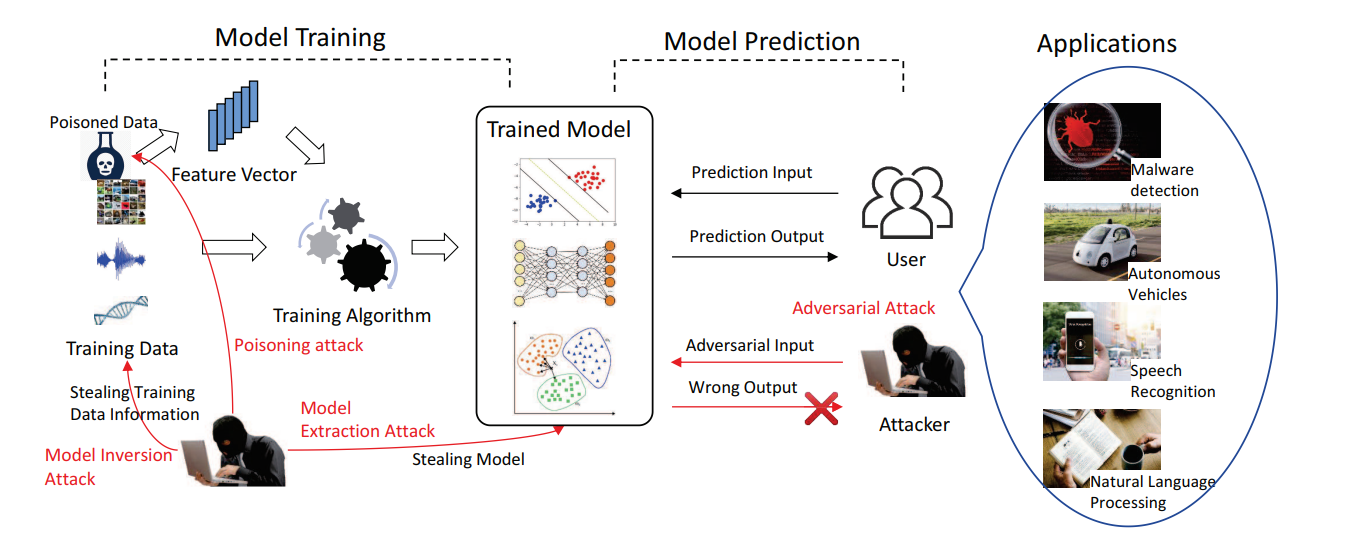 Model Training
Model Prediction
Applications
Poisoned Data
Feature Vector
Training Algorithm
Training Data
Poisoning attack
Stealing Training
Data Information
Model Inversion
Attack
Model
Extraction Attack
Stealing Model
Trained Model
Prediction Input
Prediction Output
User
Adversarial Attack
Adversarial Input
Wrong Output
Attacker
Malware
detection
Autonomous
Vehicles
Speech
Recognition
Natural Language
Processing